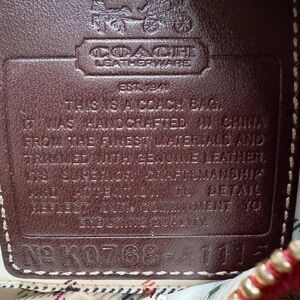 COACH
LEATHERWARE
EST. 1941
THIS IS A COACH BAG.
IT WAS HANDCRAFTED IN CHINA
FROM THE FINEST MATERIALS AND
TRIMMED WITH GENUINE LEATHER.
ITS SUPERIOR CRAFTSMANSHIP
AND ATTENTION TO DETAIL
REFLECT OUR COMMITMENT TO
ENDURING QUALITY.
Nº K0768-111